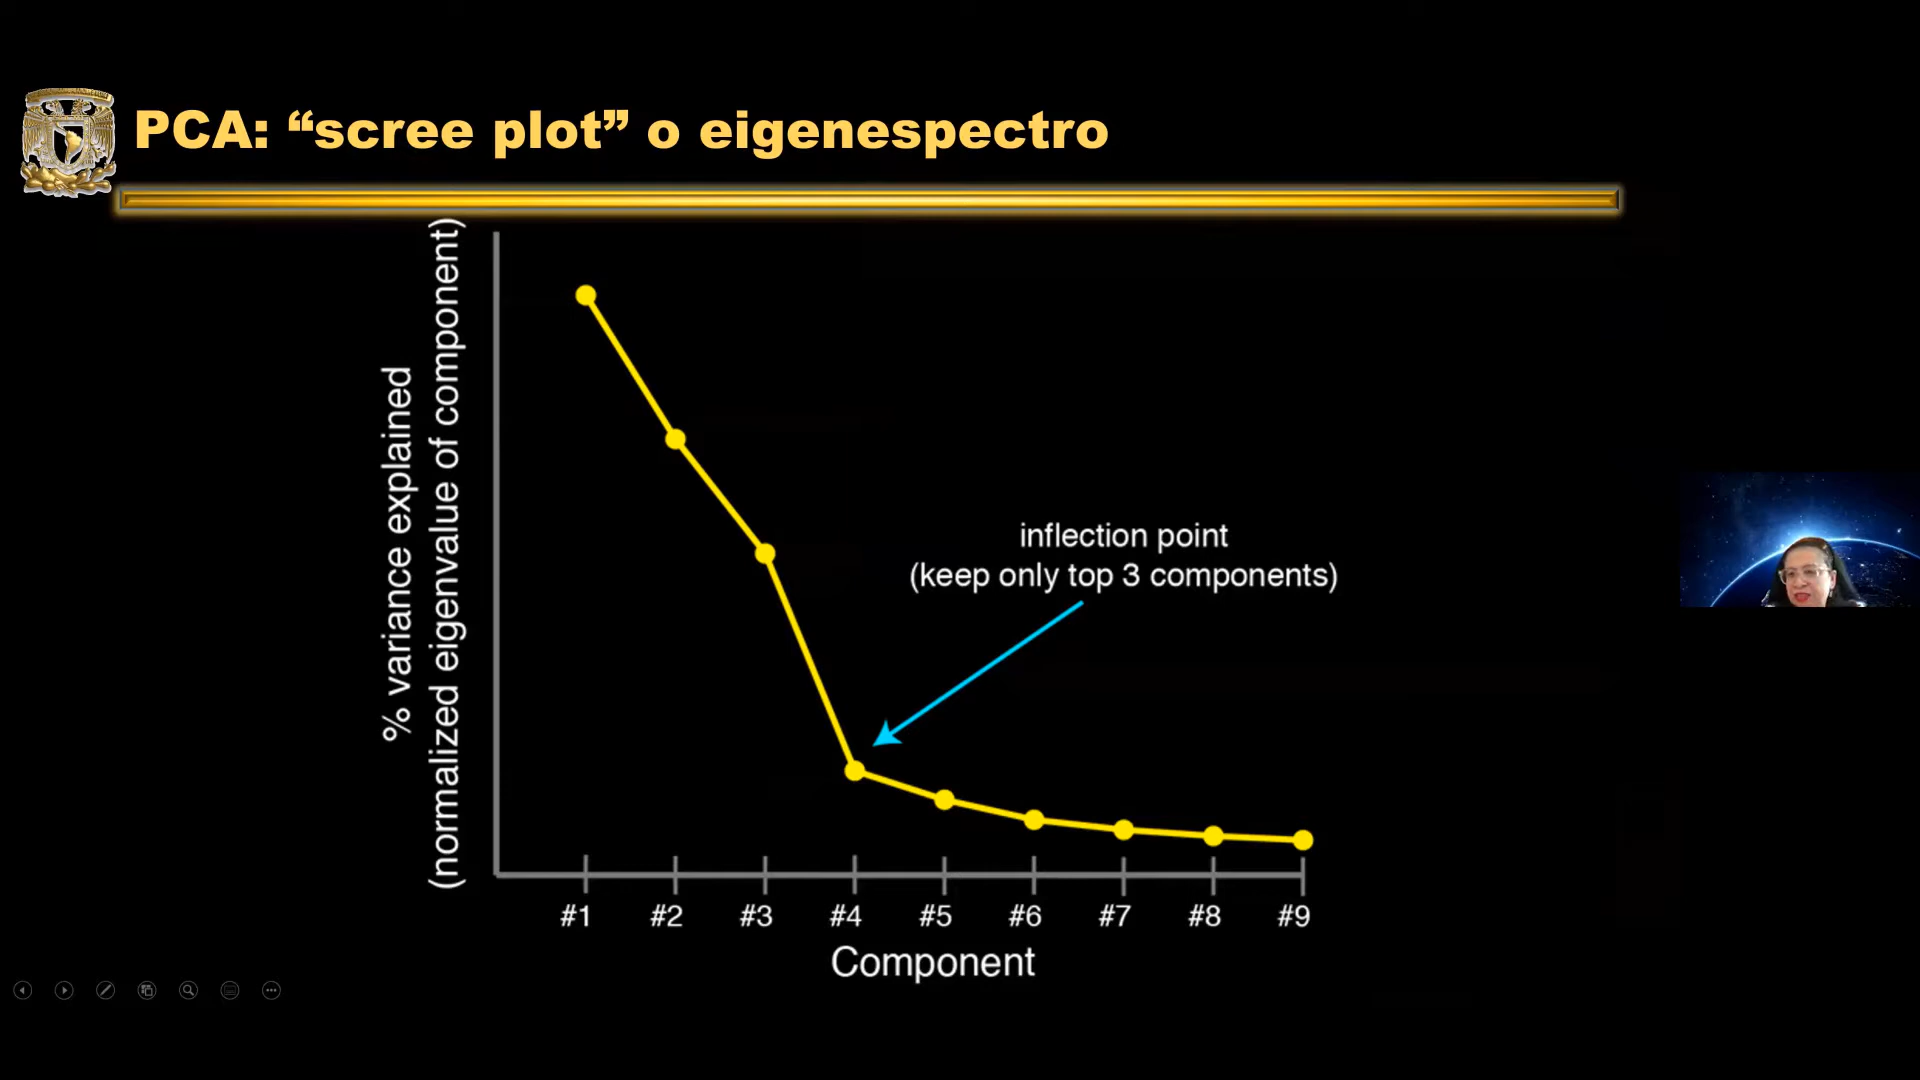 PCA: “scree plot” o eigenespectro
% variance explained
(normalized eigenvalue of component)
inflection point
(keep only top 3 components)
#1 #2 #3 #4 #5 #6 #7 #8 #9
Component